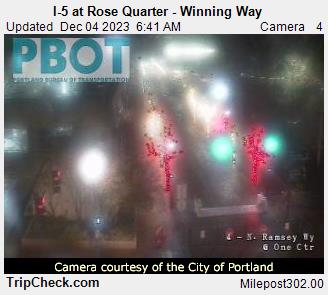 I-5 at Rose Quarter - Winning Way
Updated Dec 04 2023 6:41 AM Camera 4
PBOT
PORTLAND BUREAU OF TRANSPORTATION
4 - N. Ramsey Wy
@ One Ctr
Camera courtesy of the City of Portland
TripCheck.com Milepost302.00